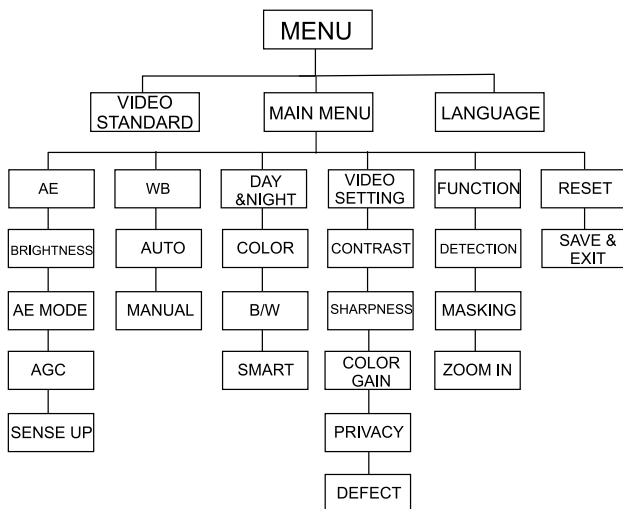 MENU
VIDEO
STANDARD
MAIN MENU
LANGUAGE
AE
WB
DAY
&NIGHT
VIDEO
SETTING
FUNCTION
RESET
BRIGHTNESS
AUTO
COLOR
CONTRAST
DETECTION
SAVE &
EXIT
AE MODE
MANUAL
B/W
SHARPNESS
MASKING
AGC
SMART
COLOR
GAIN
ZOOM IN
SENSE UP
PRIVACY
DEFECT